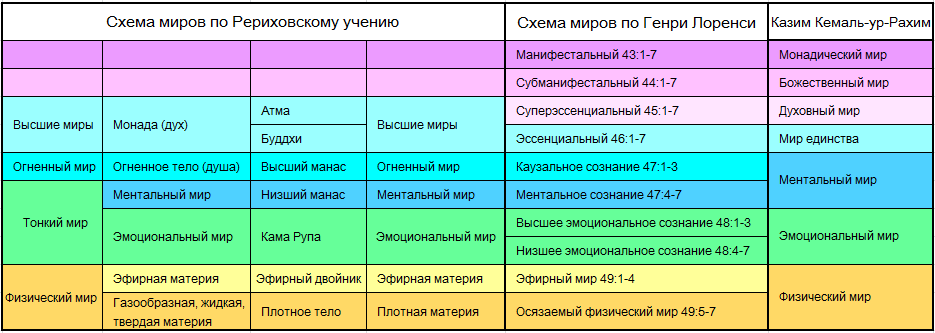 Схема миров по Рериховскому учению
Схема миров по Генри Лоренси
Казим Кемаль-ур-Рахим
Манифестальный 43:1-7
Монадический мир
Субманифестальный 44:1-7
Божественный мир
Высшие миры
Монада (дух)
Атма
Высшие миры
Суперэссенциальный 45:1-7
Духовный мир
Буддхи
Эссенциальный 46:1-7
Мир единства
Огненный мир
Огненное тело (душа)
Высший манас
Огненный мир
Каузальное сознание 47:1-3
Ментальный мир
Тонкий мир
Ментальный мир
Низший манас
Ментальный мир
Ментальное сознание 47:4-7
Эмоциональный мир
Кама Рупа
Эмоциональный мир
Высшее эмоциональное сознание 48:1-3
Эмоциональный мир
Низшее эмоциональное сознание 48:4-7
Физический мир
Эфирная материя
Эфирный двойник
Эфирная материя
Эфирный мир 49:1-4
Физический мир
Газообразная, жидкая,
твердая материя
Плотное тело
Плотная материя
Осязаемый физический мир 49:5-7